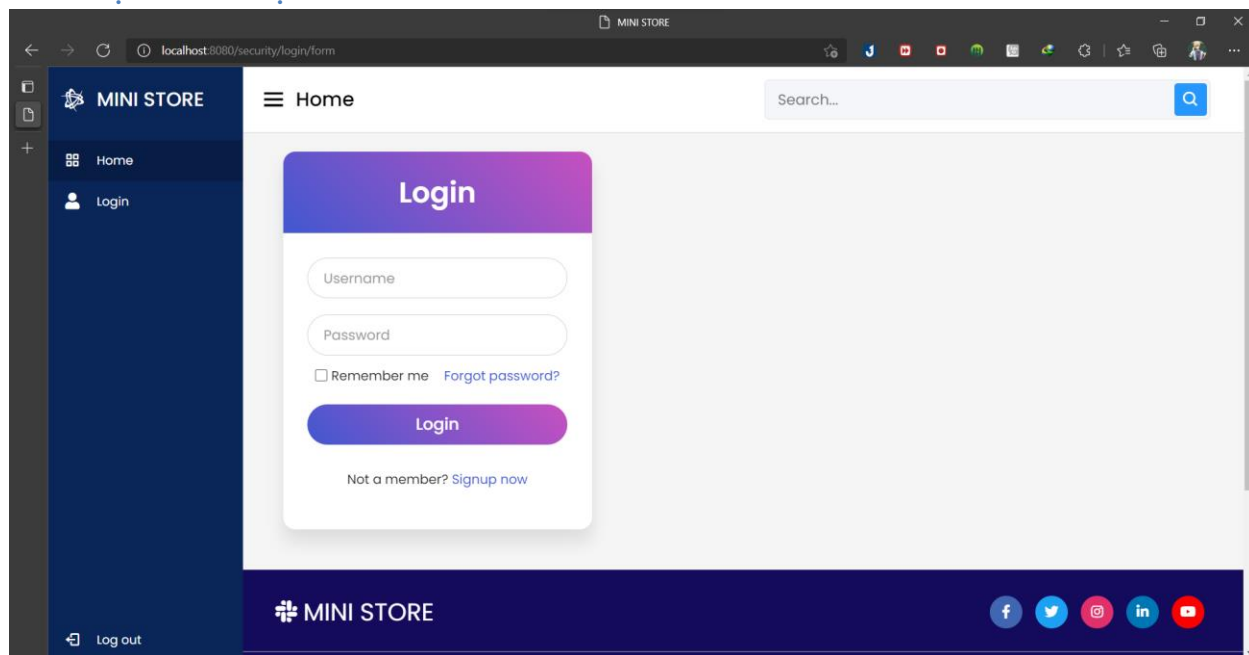 MINI STORE
localhost:8080/security/login/form
MINI STORE
Home
Search...
Home
Login
Login
Username
Password
Remember me Forgot password?
Login
Not a member? Signup now
MINI STORE
Log out